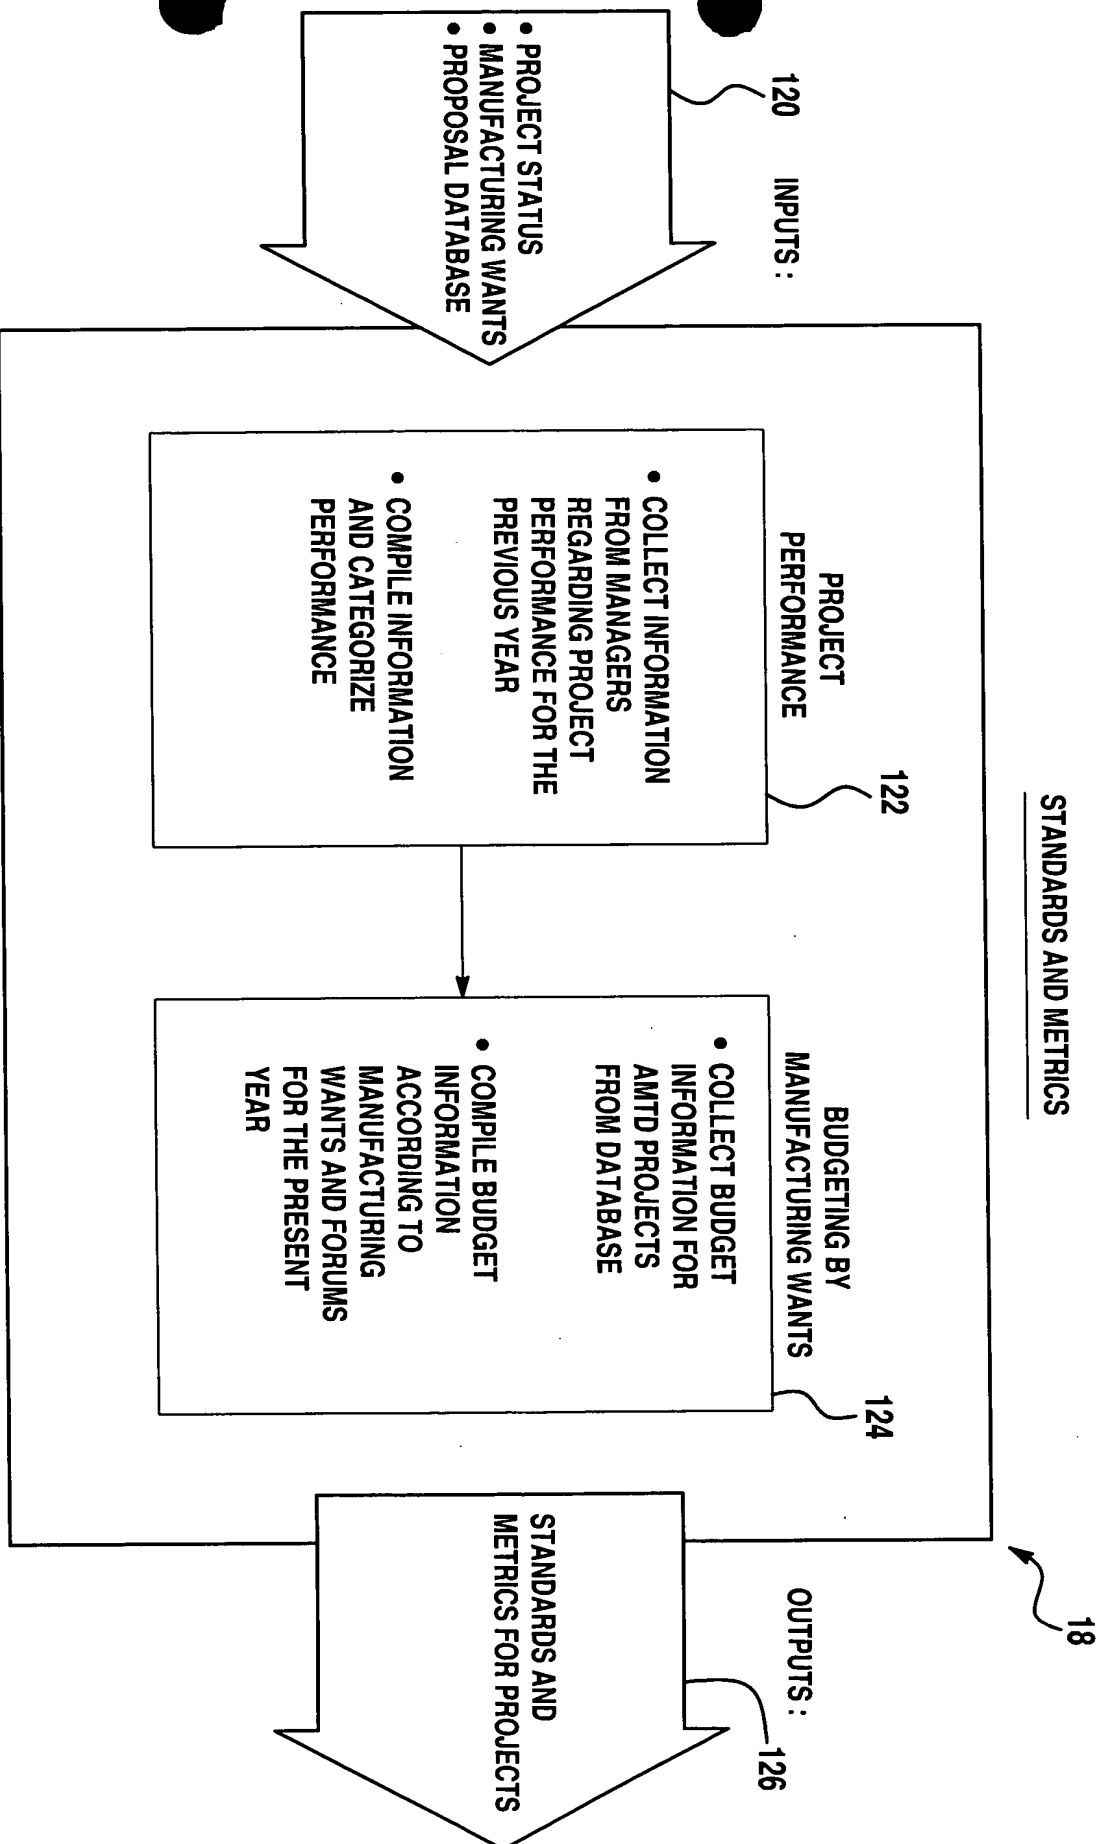 STANDARDS AND METRICS
18
120
INPUTS :
• PROJECT STATUS
• MANUFACTURING WANTS
• PROPOSAL DATABASE
PROJECT
PERFORMANCE
122
• COLLECT INFORMATION
FROM MANAGERS
REGARDING PROJECT
PERFORMANCE FOR THE
PREVIOUS YEAR
• COMPILE INFORMATION
AND CATEGORIZE
PERFORMANCE
BUDGETING BY
MANUFACTURING WANTS
124
• COLLECT BUDGET
INFORMATION FOR
AMTD PROJECTS
FROM DATABASE
• COMPILE BUDGET
INFORMATION
ACCORDING TO
MANUFACTURING
WANTS AND FORUMS
FOR THE PRESENT
YEAR
OUTPUTS :
126
STANDARDS AND
METRICS FOR PROJECTS